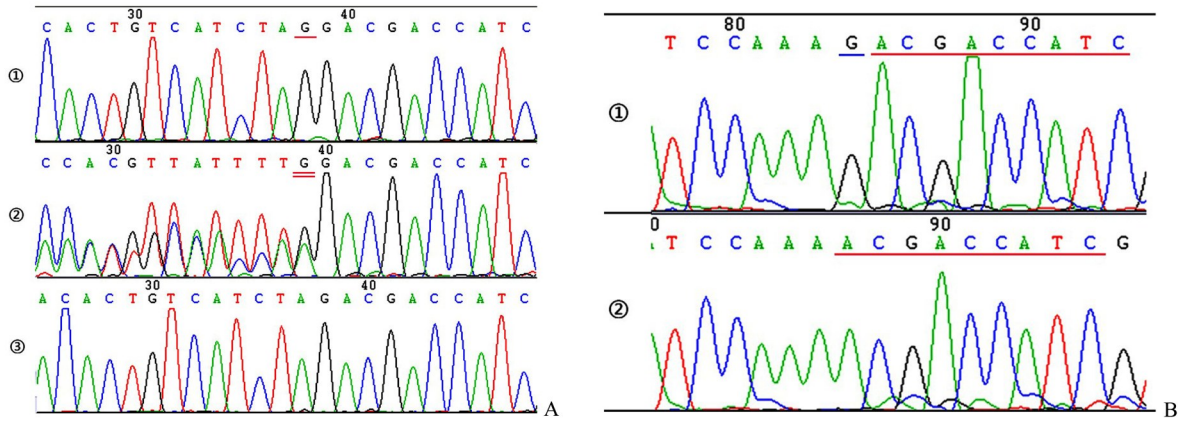 30 40
C A C T G T C A T C T A G G A C G A C C A T C
①
30 40
C C A C G T T A T T T T G G A C G A C C A T C
②
30 40
A C A C T G T C A T C T A G A C G A C C A T C
③
A
80 90
T C C A A A G A C G A C C A T C
①
0 90
T C C A A A A C G A C C A T C G
②
B